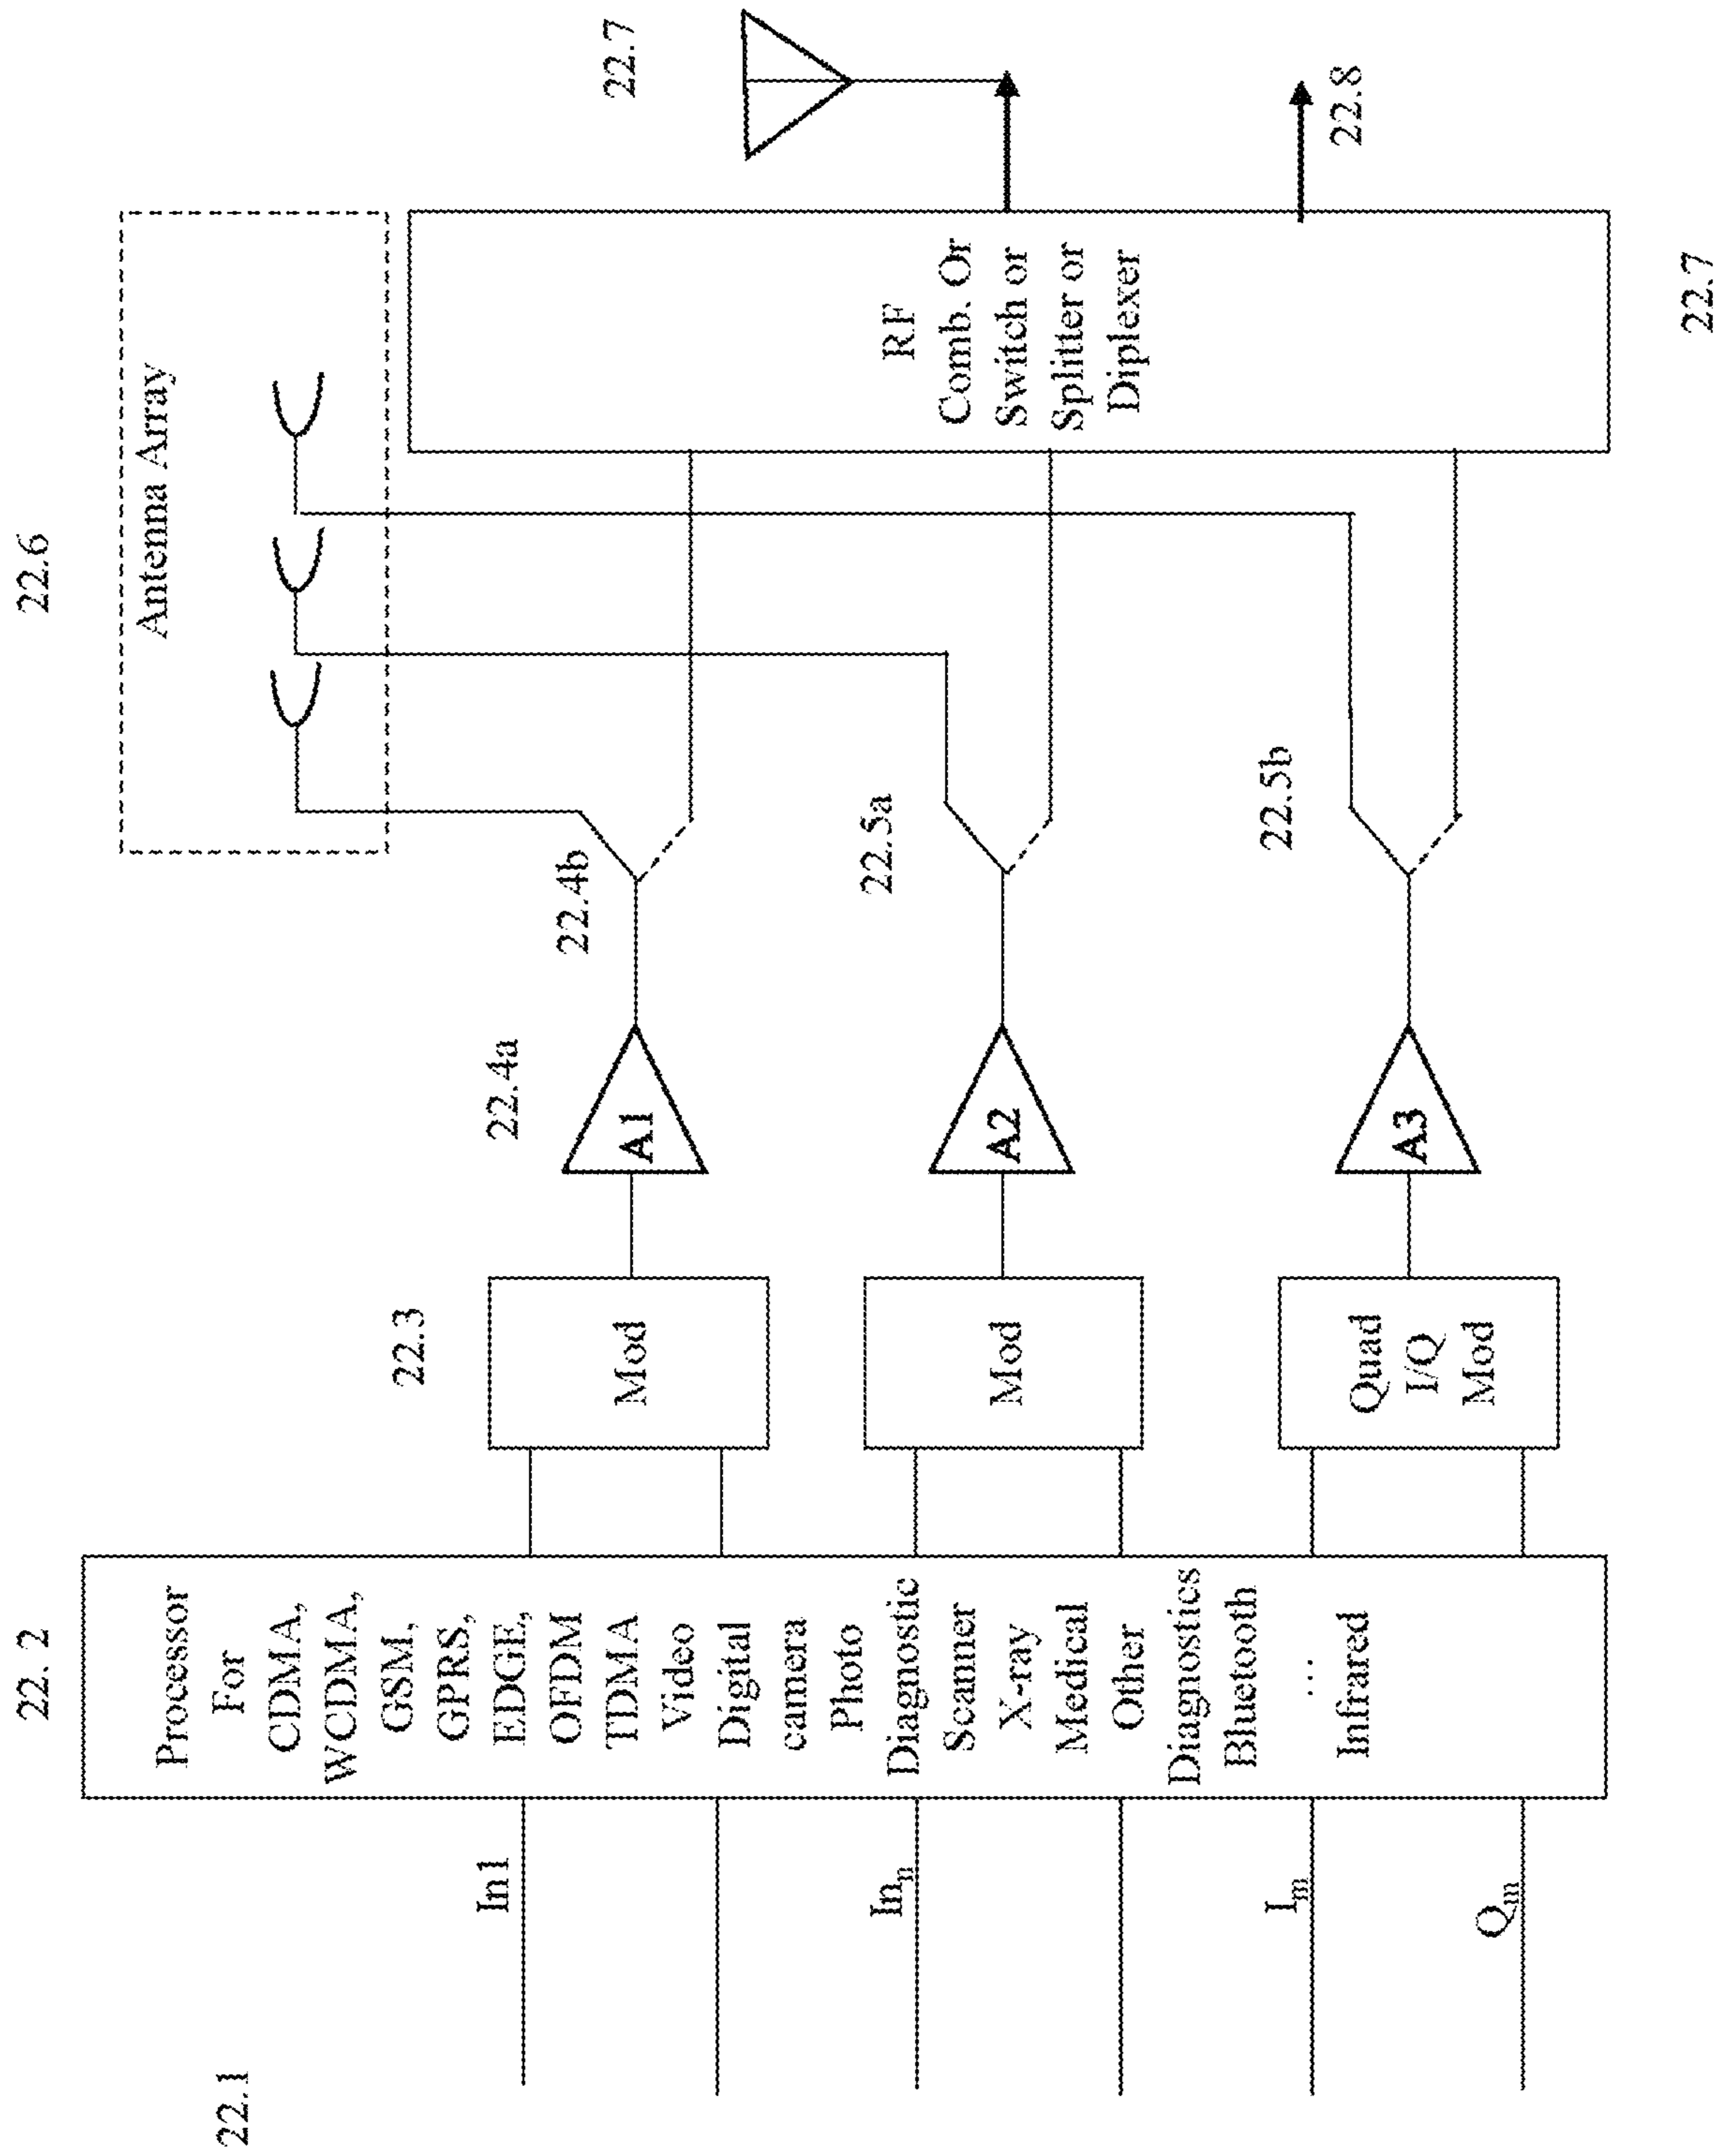 22.1
22. 2
Processor
For
CDMA,
WCDMA,
GSM,
GPRS,
EDGE,
OFDM
TDMA
Video
Digital
camera
Photo
Diagnostic
Scanner
X-ray
Medical
Other
Diagnostics
Bluetooth
...
Infrared
In1
Inn
Im
Qm
22.3
Mod
Mod
Quad
I/Q
Mod
22.4a
A1
A2
A3
22.4b
22.5a
22.5b
22.6
Antenna Array
RF
Comb. Or
Switch or
Splitter or
Diplexer
22.7
22.8
22.7